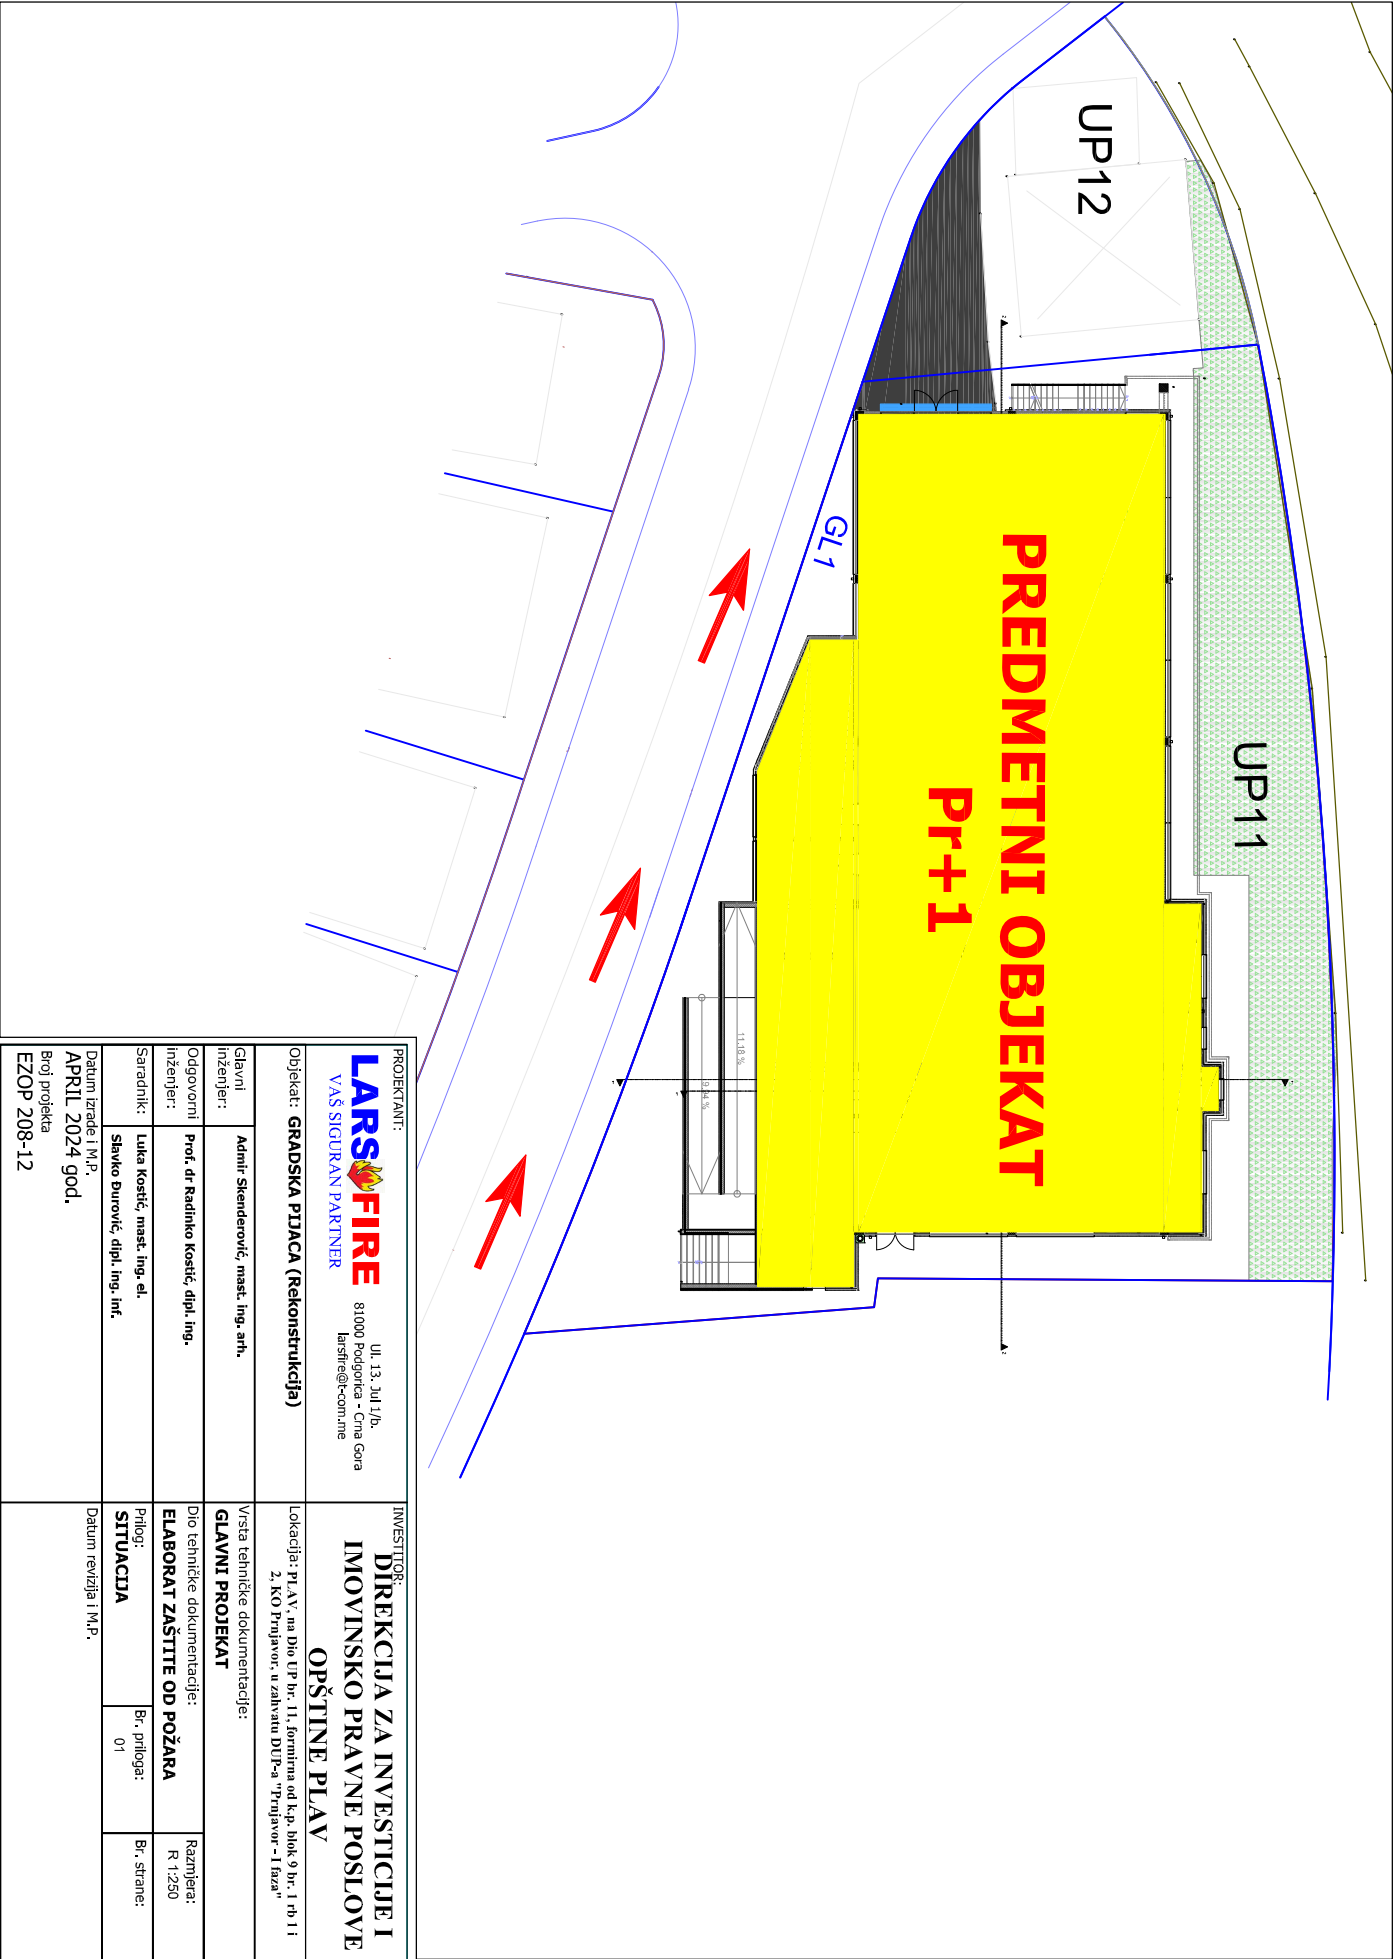 UP12
UP11
GL1
PREDMETNI OBJEKAT
Pr+1
11.18 %
PROJEKTANT:
LARS FIRE
VAŠ SIGURAN PARTNER
Ul. 13. Jul 1/b.
81000 Podgorica - Crna Gora
larsfire@t-com.me
INVESTITOR:
DIREKCIJA ZA INVESTICIJE I
IMOVINSKO PRAVNE POSLOVE
OPŠTINE PLAV
Objekat: GRADSKA PIJACA (Rekonstrukcija)
Lokacija: PLAV, na Dio UP br. 11, formirna od k.p. blok 9 br. 1 rb 1 i
2, KO Prnjavor, u zahvatu DUP-a "Prnjavor - I faza"
Glavni
inženjer:
Admir Skenderović, mast. ing. arh.
Vrsta tehničke dokumentacije:
GLAVNI PROJEKAT
Odgovorni
inženjer:
Prof. dr Radinko Kostić, dipl. ing.
Dio tehničke dokumentacije:
ELABORAT ZAŠTITE OD POŽARA
Razmjera:
R 1:250
Saradnik:
Luka Kostić, mast. ing. el.
Slavko Đurović, dipl. ing. inf.
Prilog:
SITUACIJA
Br. priloga:
01
Br. strane:
Datum izrade i M.P.
APRIL 2024 god.
Broj projekta
EZOP 208-12
Datum revizija i M.P.